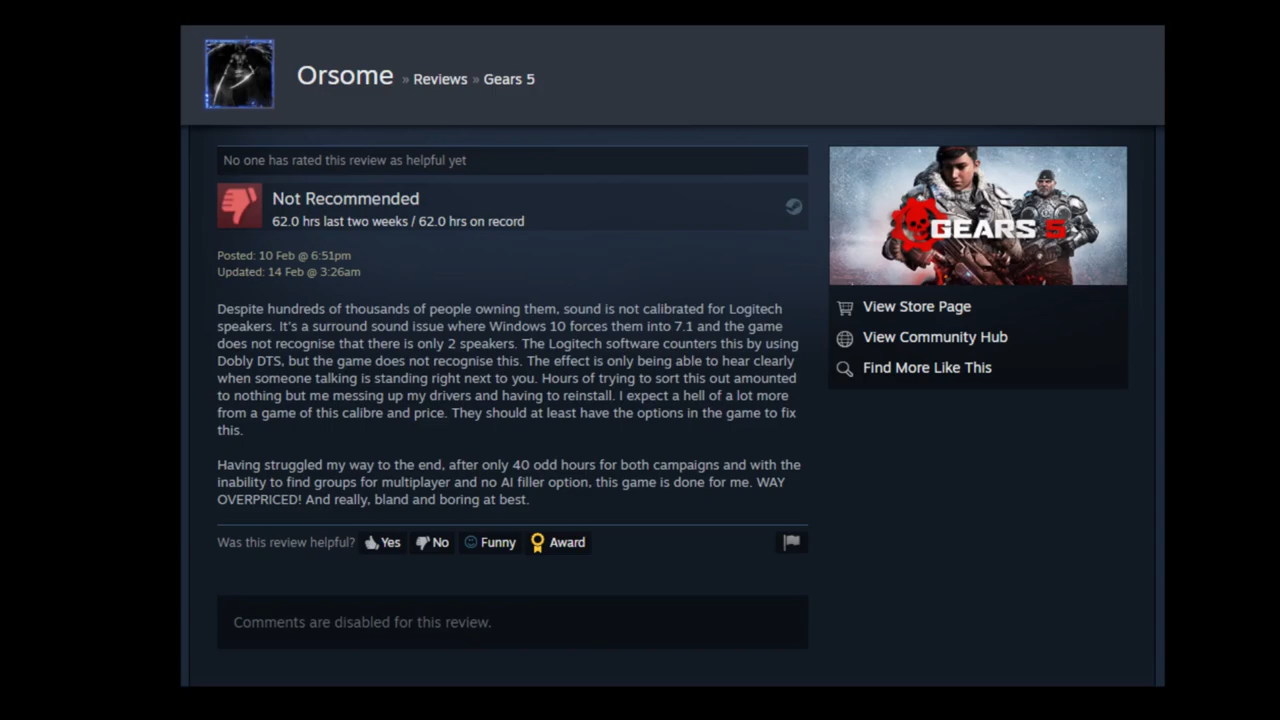 Orsome » Reviews » Gears 5
No one has rated this review as helpful yet
Not Recommended
62.0 hrs last two weeks / 62.0 hrs on record
Posted: 10 Feb @ 6:51pm
Updated: 14 Feb @ 3:26am
Despite hundreds of thousands of people owning them, sound is not calibrated for Logitech
speakers. It's a surround sound issue where Windows 10 forces them into 7.1 and the game
does not recognise that there is only 2 speakers. The Logitech software counters this by using
Dobly DTS, but the game does not recognise this. The effect is only being able to hear clearly
when someone talking is standing right next to you. Hours of trying to sort this out amounted
to nothing but me messing up my drivers and having to reinstall. I expect a hell of a lot more
from a game of this calibre and price. They should at least have the options in the game to fix
this.
Having struggled my way to the end, after only 40 odd hours for both campaigns and with the
inability to find groups for multiplayer and no AI filler option, this game is done for me. WAY
OVERPRICED! And really, bland and boring at best.
Was this review helpful? Yes No Funny Award
Comments are disabled for this review.
GEARS 5
View Store Page
View Community Hub
Find More Like This